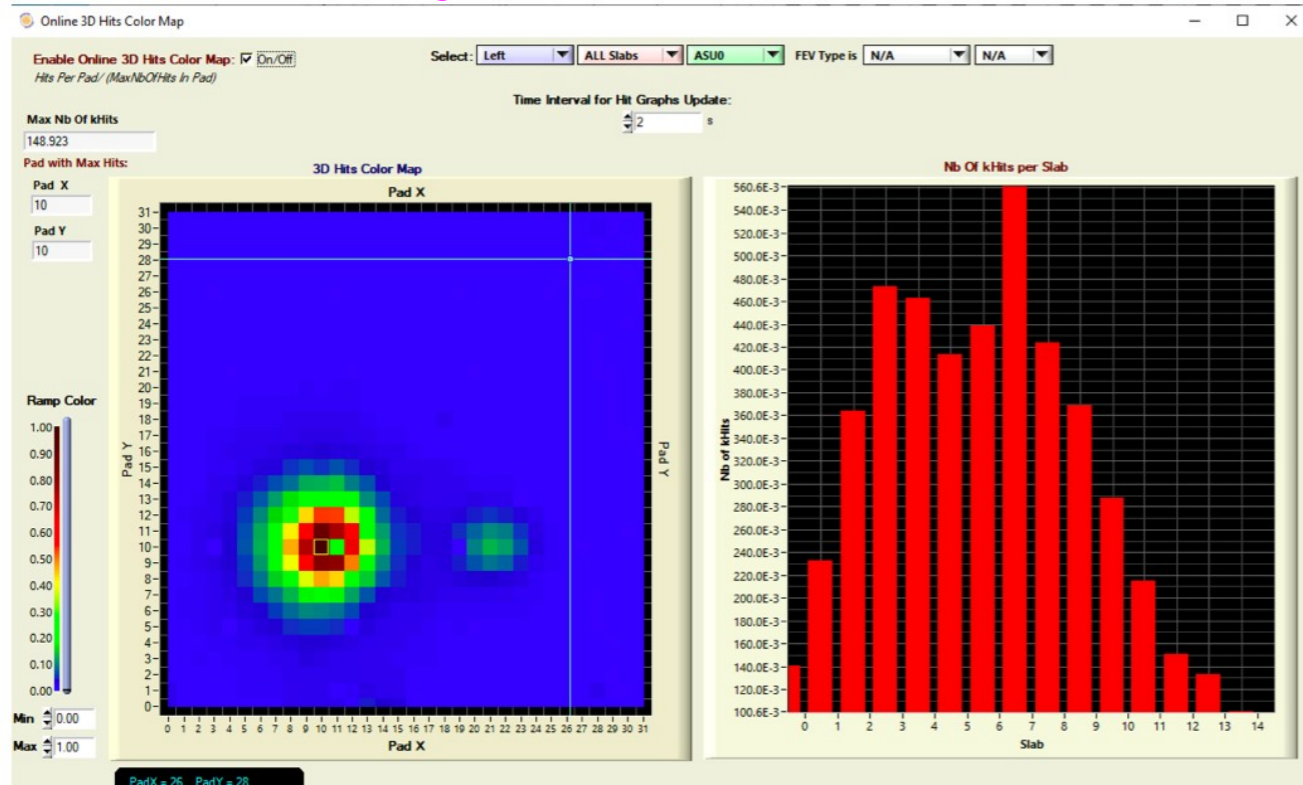 Online 3D Hits Color Map
Enable Online 3D Hits Color Map: On/Off
Hits Per Pad/ (MaxNbOfHits In Pad)
Select: Left ALL Slabs ASU0 FEV Type is N/A N/A
Time Interval for Hit Graphs Update:
2 s
Max Nb Of kHits
148.923
Pad with Max Hits:
Pad X
10
Pad Y
10
Ramp Color
1.00
0.90
0.80
0.70
0.60
0.50
0.40
0.30
0.20
0.10
0.00
Min 0.00
Max 1.00
3D Hits Color Map
Pad X
31
30
29
28
27
26
25
24
23
22
21
20
19
18
17
16
15
14
13
12
11
10
9
8
7
6
5
4
3
2
1
0
Pad Y
Pad Y
0 1 2 3 4 5 6 7 8 9 10 11 12 13 14 15 16 17 18 19 20 21 22 23 24 25 26 27 28 29 30 31
Pad X
PadX = 26 PadY = 28
Nb Of kHits per Slab
560.6E-3
540.0E-3
520.0E-3
500.0E-3
480.0E-3
460.0E-3
440.0E-3
420.0E-3
400.0E-3
380.0E-3
360.0E-3
340.0E-3
320.0E-3
300.0E-3
280.0E-3
260.0E-3
240.0E-3
220.0E-3
200.0E-3
180.0E-3
160.0E-3
140.0E-3
120.0E-3
100.6E-3
Nb of kHits
0 1 2 3 4 5 6 7 8 9 10 11 12 13 14
Slab